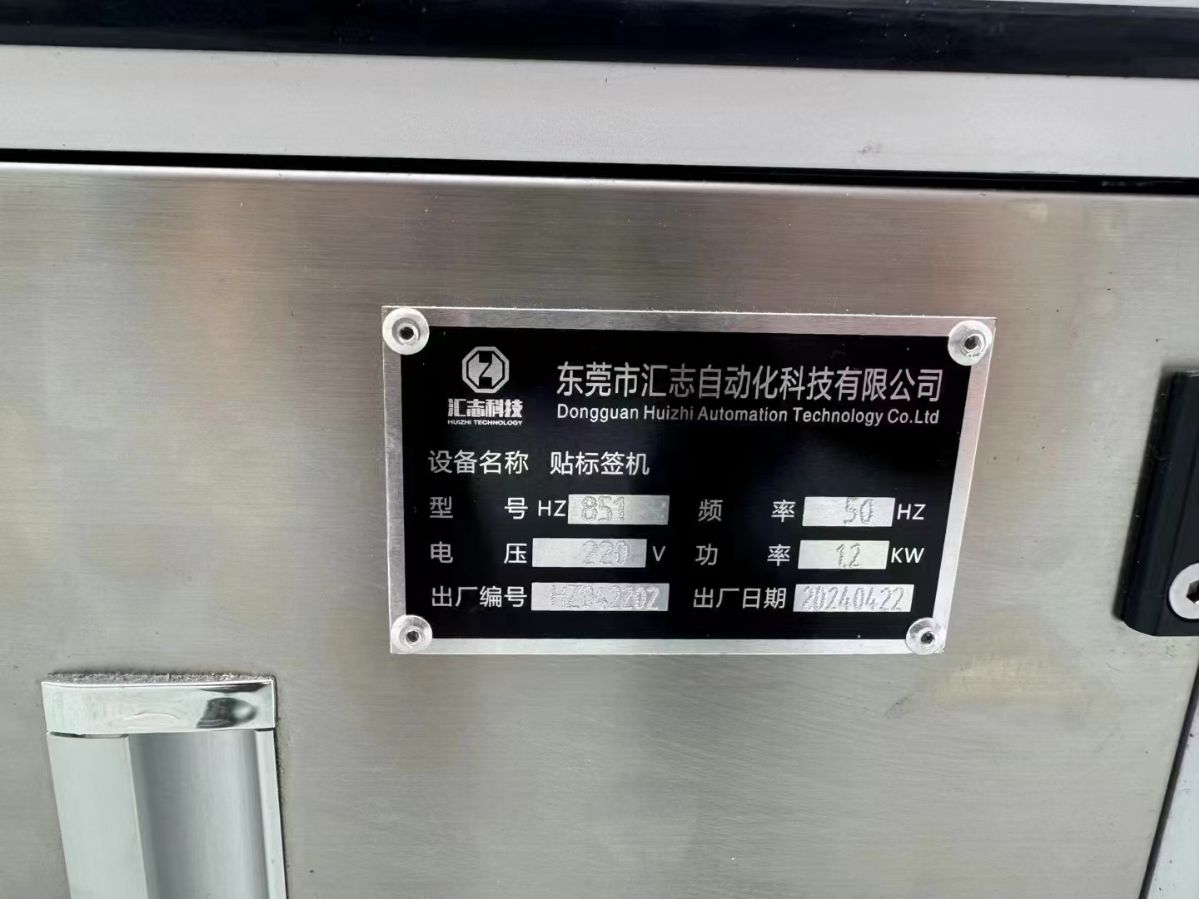 汇志科技
HUIZHI TECHNOLOGY
东莞市汇志自动化科技有限公司
Dongguan Huizhi Automation Technology Co.Ltd
设备名称 贴标签机
型 号 HZ 851 频 率 50 HZ
电 压 220 V 功 率 1.2 KW
出厂编号 出厂日期 20240422